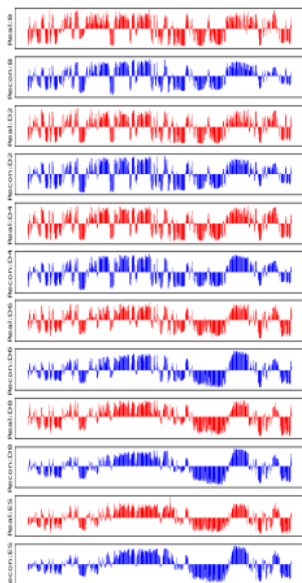 Real:B
Recon:B
Real:D2
Recon:D2
Real:D4
Recon:D4
Real:D6
Recon:D6
Real:D8
Recon:D8
Real:ES
econ:ES